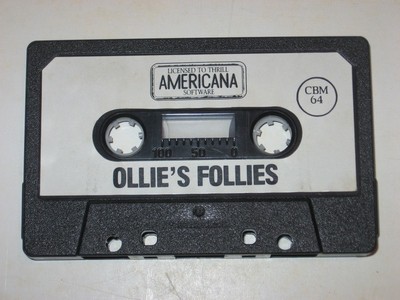 LICENSED TO THRILL
AMERICANA
SOFTWARE
CBM
64
100 50 0
OLLIE'S FOLLIES